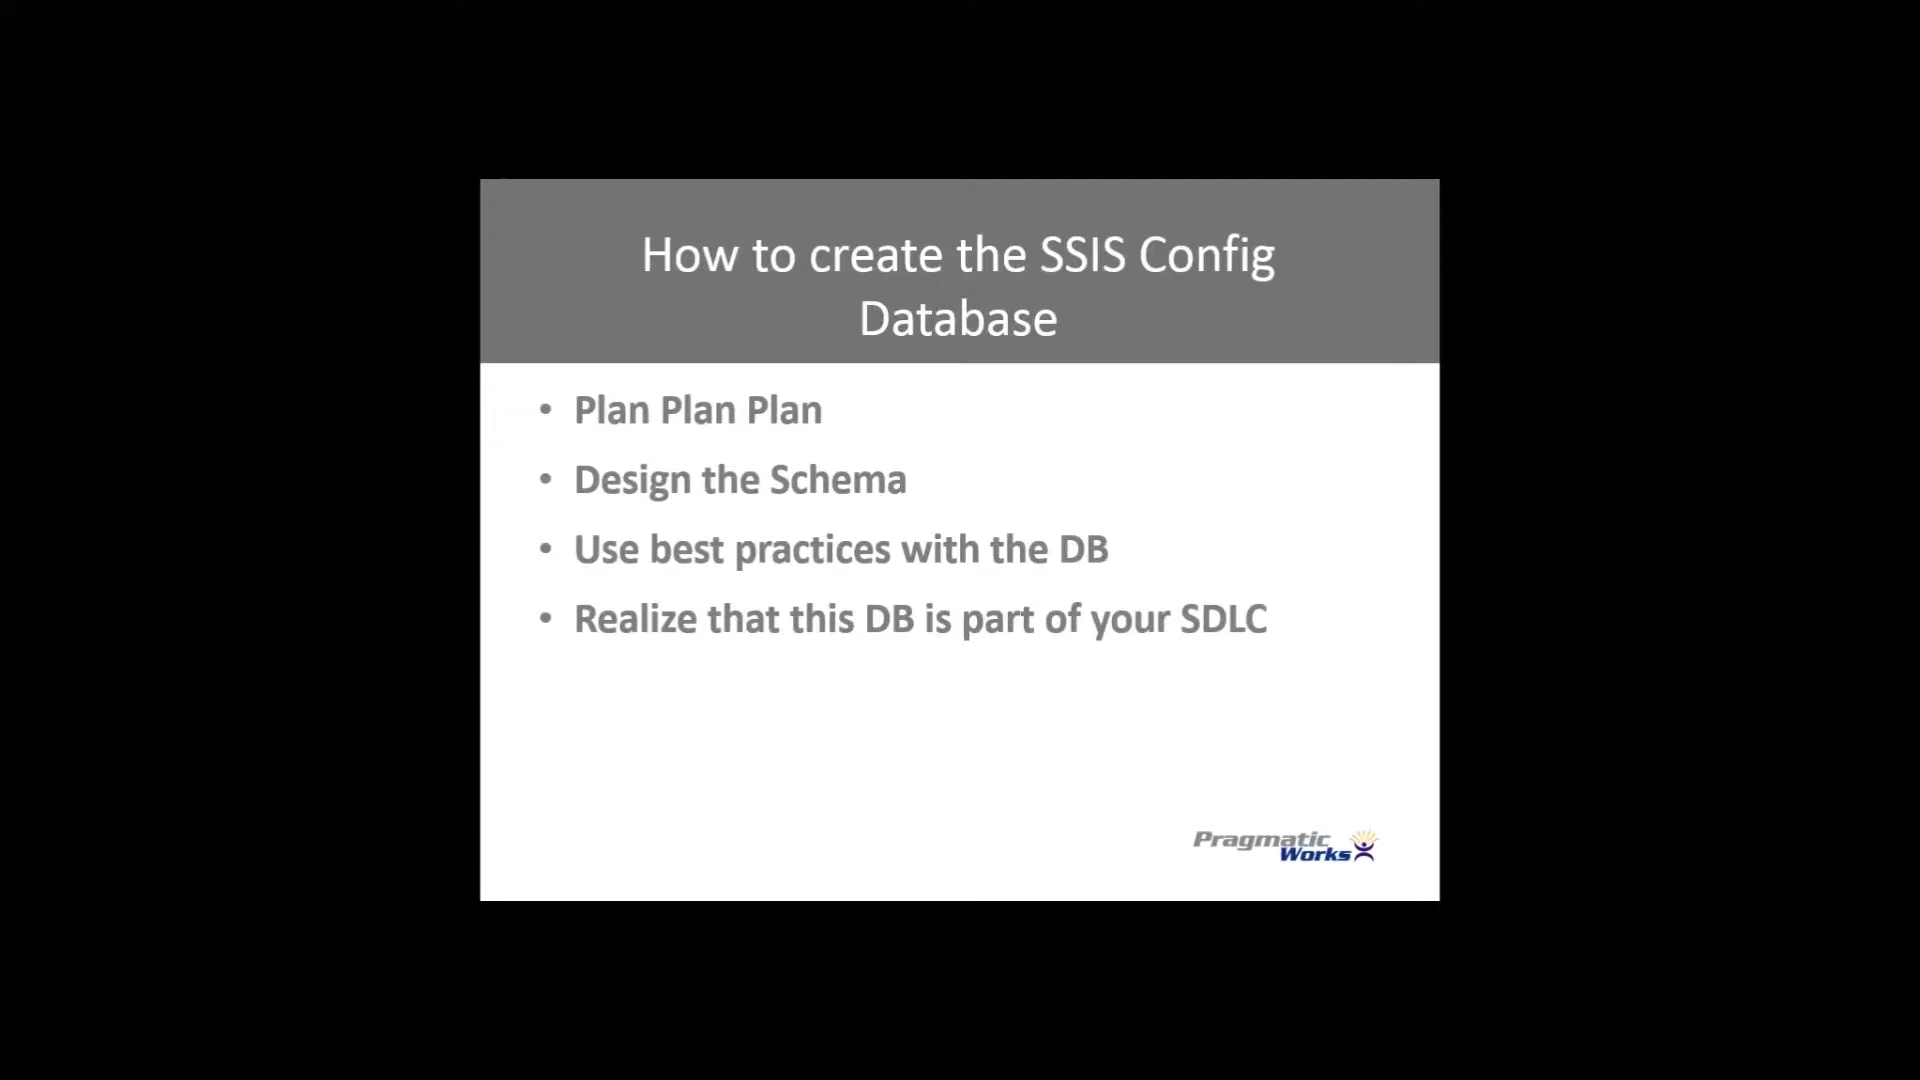 How to create the SSIS Config
Database
• Plan Plan Plan
• Design the Schema
• Use best practices with the DB
• Realize that this DB is part of your SDLC
Pragmatic
Works